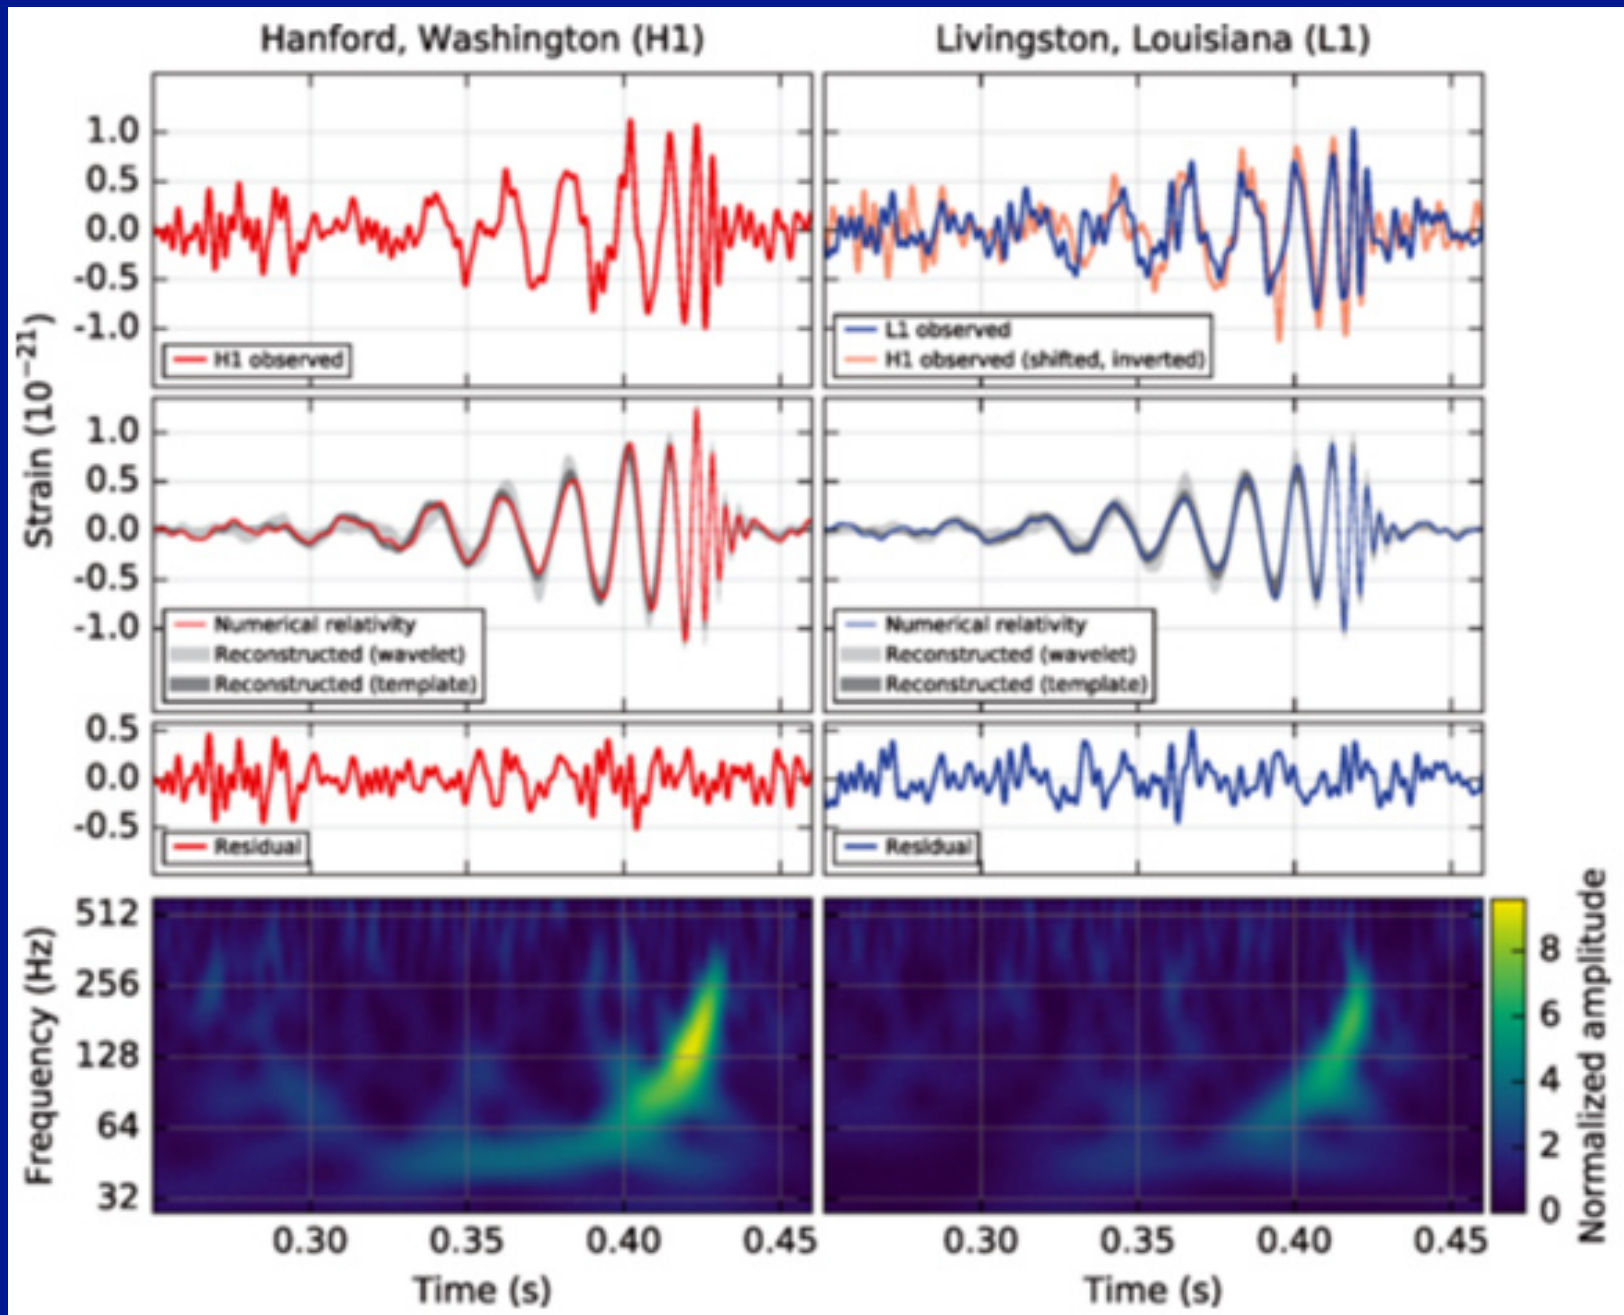 Hanford, Washington (H1)
Livingston, Louisiana (L1)
Strain (10⁻²¹)
1.0
0.5
0.0
-0.5
-1.0
H1 observed
L1 observed
H1 observed (shifted, inverted)
1.0
0.5
0.0
-0.5
-1.0
Numerical relativity
Reconstructed (wavelet)
Reconstructed (template)
Numerical relativity
Reconstructed (wavelet)
Reconstructed (template)
0.5
0.0
-0.5
Residual
Residual
Frequency (Hz)
512
256
128
64
32
Normalized amplitude
8
6
4
2
0
0.30 0.35 0.40 0.45
0.30 0.35 0.40 0.45
Time (s)
Time (s)